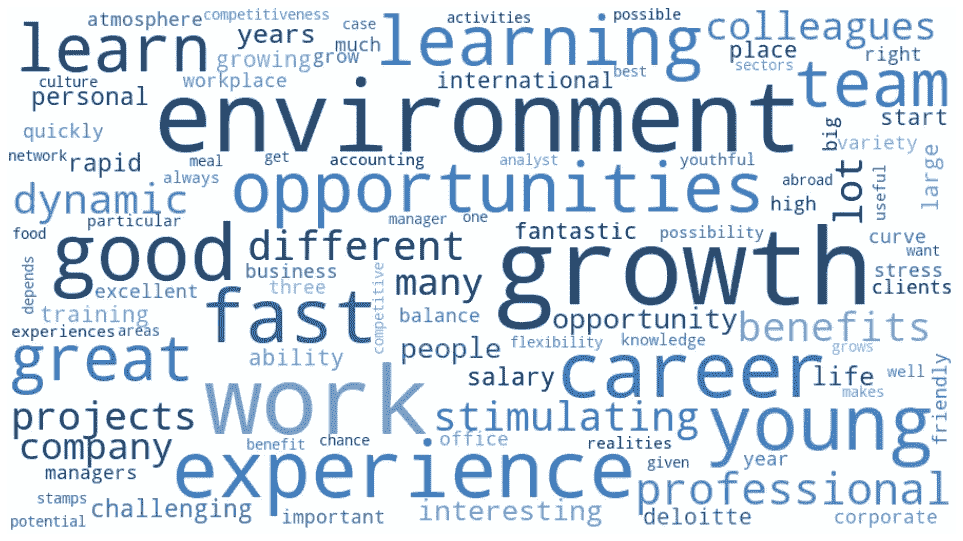 atmosphere competitiveness case activities possible colleagues
learn years much learning place right
growing grow sectors
culture workplace international best team
personal environment start
quickly big variety
network rapid meal get accounting analyst youthful large
always opportunities abroad lot useful
dynamic high
particular manager one
food good different fantastic possibility growth curve
want
depends business many stress
excellent three competitive clients
training fast balance opportunity benefits
experiences areas
great ability people flexibility knowledge grows
salary career life well
work makes friendly
projects stimulating young
company benefit chance office realities
managers experience given year
stamps professional
challenging important interesting deloitte corporate
potential